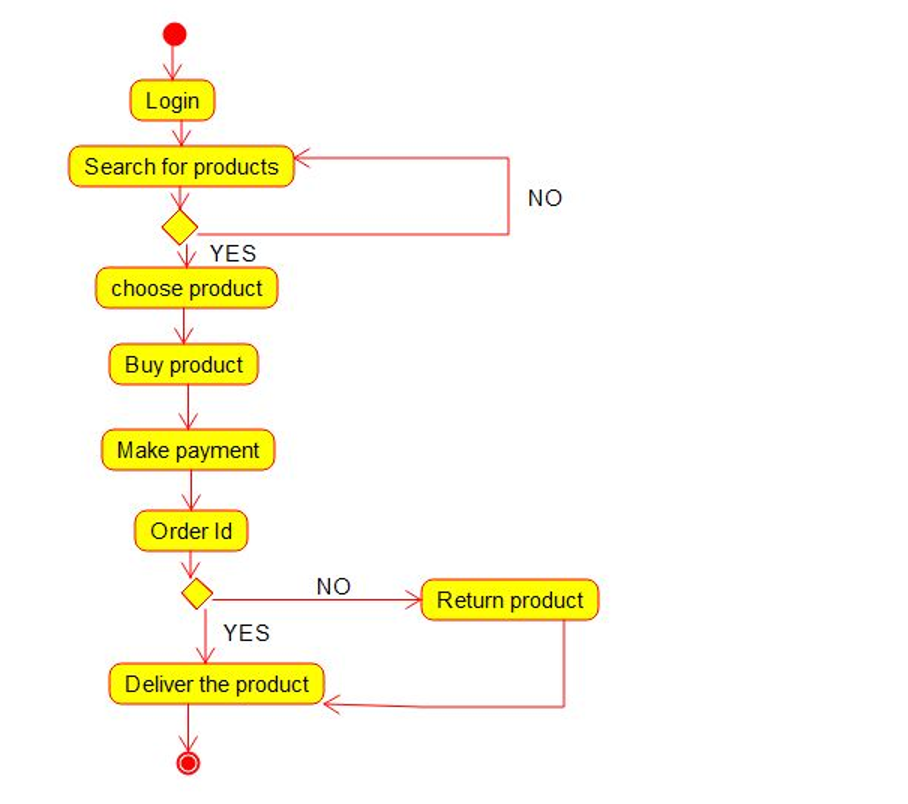 Login
Search for products
NO
YES
choose product
Buy product
Make payment
Order Id
NO
Return product
YES
Deliver the product